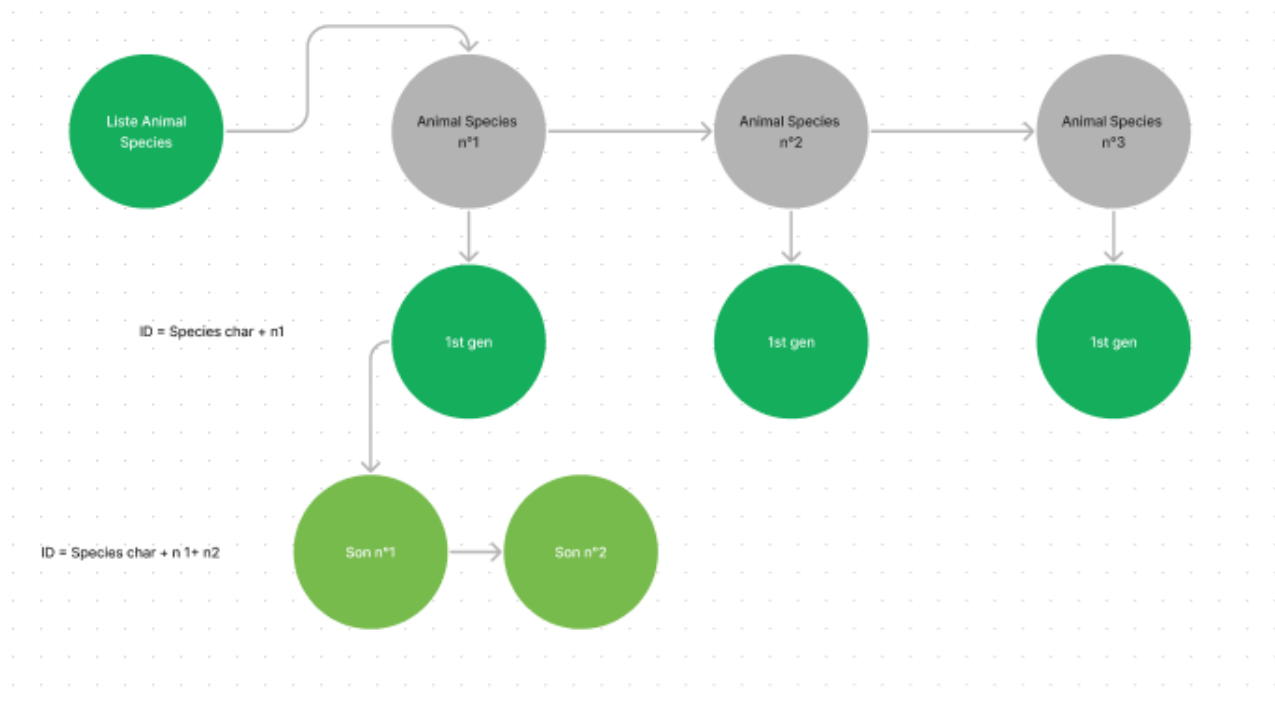 Liste Animal
Species
Animal Species
n°1
Animal Species
n°2
Animal Species
n°3
ID = Species char + n1
1st gen
1st gen
1st gen
ID = Species char + n 1+ n2
Son n°1
Son n°2